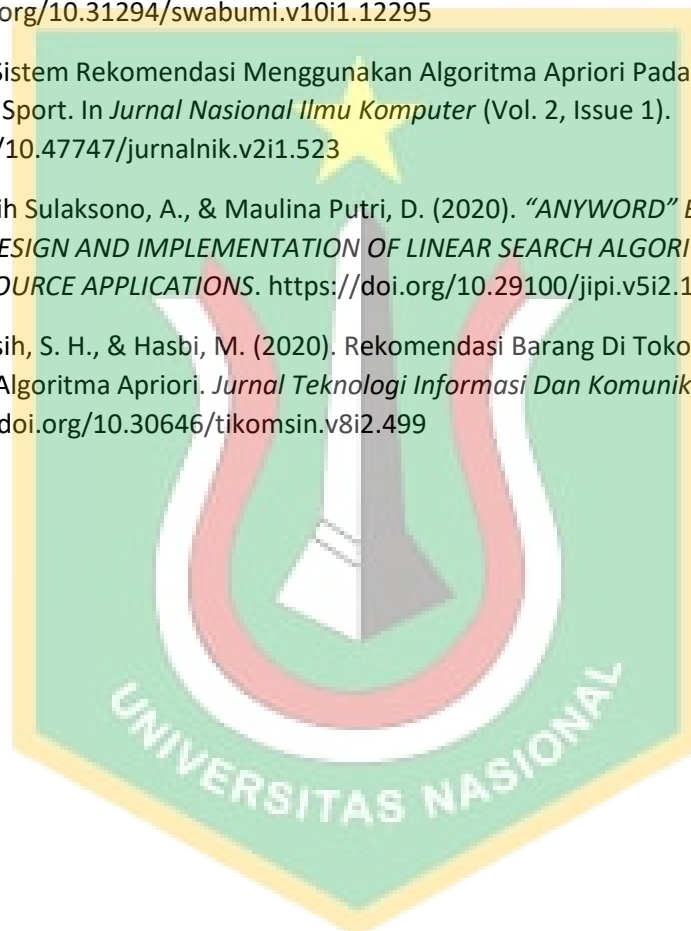 org/10.31294/swabumi.v10i1.12295
Sistem Rekomendasi Menggunakan Algoritma Apriori Pada
Sport. In Jurnal Nasional Ilmu Komputer (Vol. 2, Issue 1).
/10.47747/jurnalnik.v2i1.523
ih Sulaksono, A., & Maulina Putri, D. (2020). “ANYWORD”
ESIGN AND IMPLEMENTATION OF LINEAR SEARCH ALGORI
OURCE APPLICATIONS. https://doi.org/10.29100/jipi.v5i2.1
sih, S. H., & Hasbi, M. (2020). Rekomendasi Barang Di Toko
Algoritma Apriori. Jurnal Teknologi Informasi Dan Komunik
doi.org/10.30646/tikomsin.v8i2.499
UNIVERSITAS NASIONAL